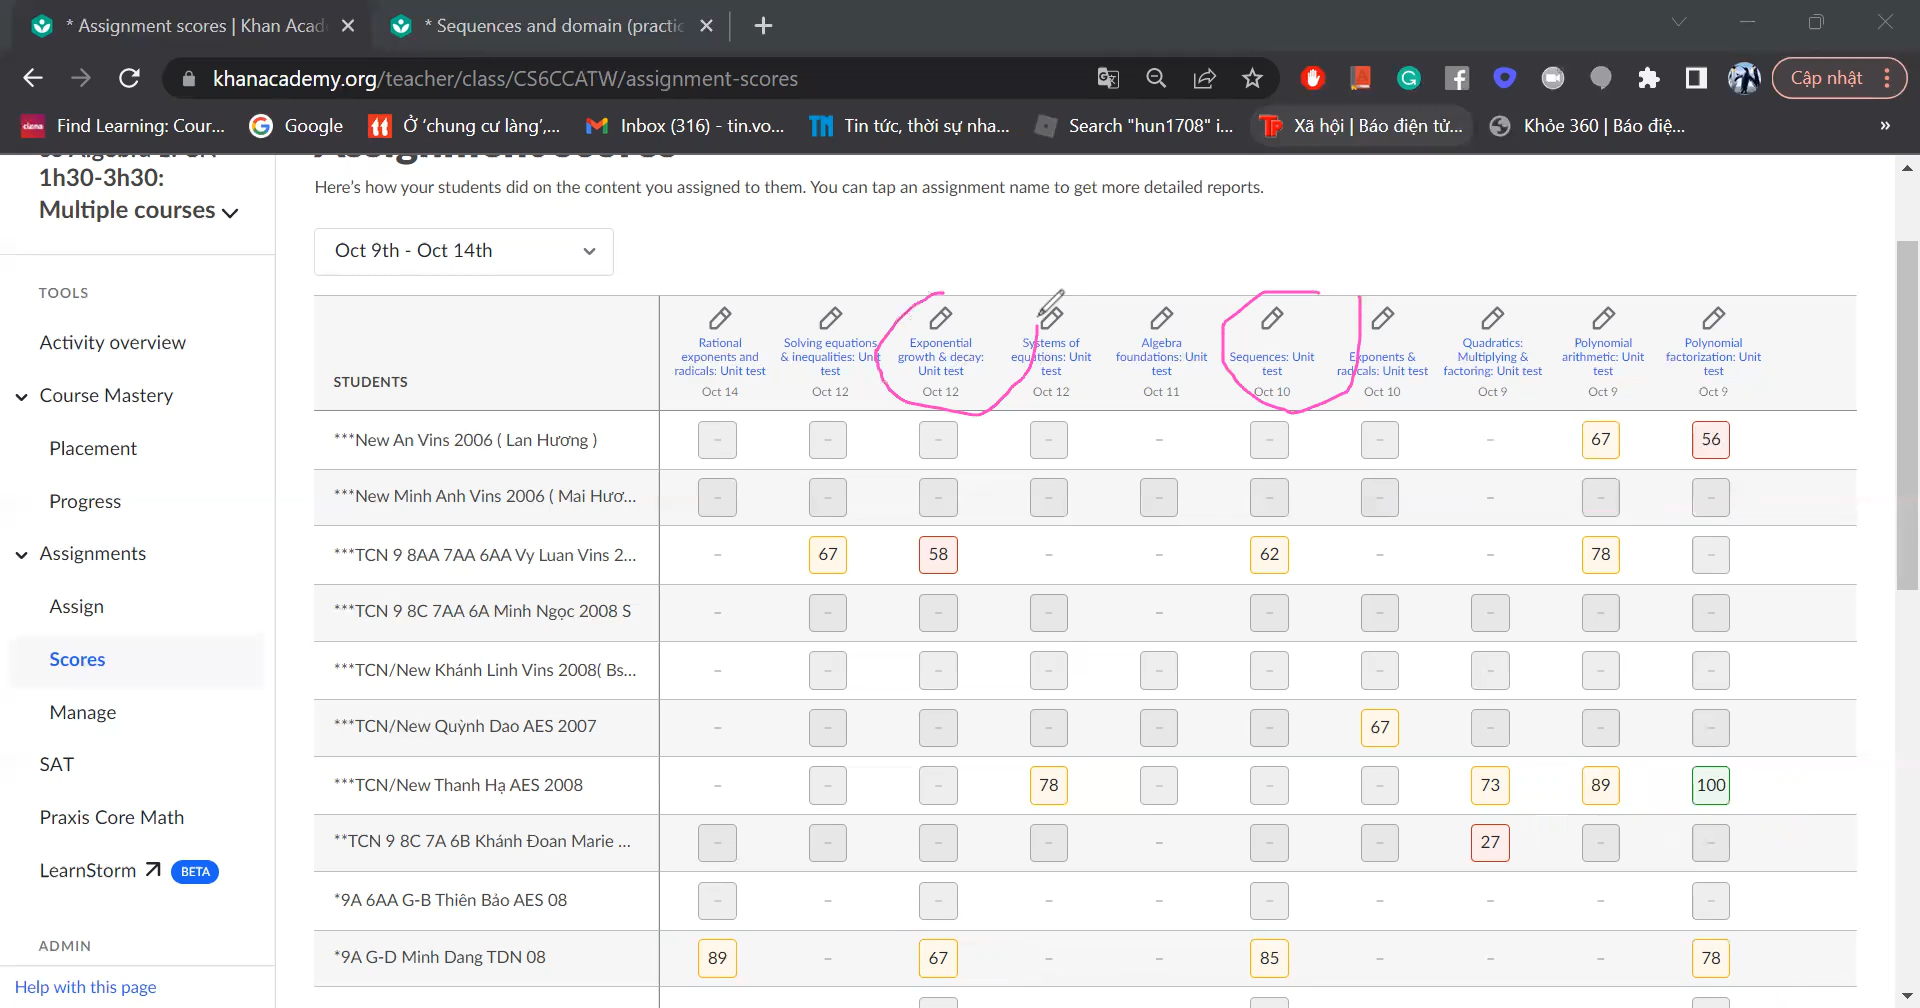 * Assignment scores | Khan Acad
* Sequences and domain (practic
khanacademy.org/teacher/class/CS6CCATW/assignment-scores
Cập nhật
Find Learning: Cour...
Google
Ở 'chung cư làng',...
Inbox (316) - tin.vo...
Tin tức, thời sự nha...
Search "hun1708" i...
Xã hội | Báo điện tử...
Khỏe 360 | Báo điệ...
»
1h30-3h30:
Multiple courses
TOOLS
Activity overview
Course Mastery
Placement
Progress
Assignments
Assign
Scores
Manage
SAT
Praxis Core Math
LearnStorm BETA
ADMIN
Help with this page
Assignment scores
Here's how your students did on the content you assigned to them. You can tap an assignment name to get more detailed reports.
Oct 9th - Oct 14th
STUDENTS
Rational
exponents and
radicals: Unit test
Oct 14
Solving equations
& inequalities: Unit
test
Oct 12
Exponential
growth & decay:
Unit test
Oct 12
Systems of
equations: Unit
test
Oct 12
Algebra
foundations: Unit
test
Oct 11
Sequences: Unit
test
Oct 10
Exponents &
radicals: Unit test
Oct 10
Quadratics:
Multiplying &
factoring: Unit test
Oct 9
Polynomial
arithmetic: Unit
test
Oct 9
Polynomial
factorization: Unit
test
Oct 9
***New An Vins 2006 ( Lan Hương ) - - - - - - - - 67 56
***New Minh Anh Vins 2006 ( Mai Hươ... - - - - - - - - - -
***TCN 9 8AA 7AA 6AA Vy Luan Vins 2... - 67 58 - - 62 - - 78 -
***TCN 9 8C 7AA 6A Minh Ngọc 2008 S - - - - - - - - - -
***TCN/New Khánh Linh Vins 2008( Bs... - - - - - - - - - -
***TCN/New Quỳnh Dao AES 2007 - - - - - - 67 - - -
***TCN/New Thanh Hạ AES 2008 - - - 78 - - - 73 89 100
**TCN 9 8C 7A 6B Khánh Đoan Marie ... - - - - - - - 27 - -
*9A 6AA G-B Thiên Bảo AES 08 - - - - - - - - - -
*9A G-D Minh Dang TDN 08 89 - 67 - - 85 - - - 78